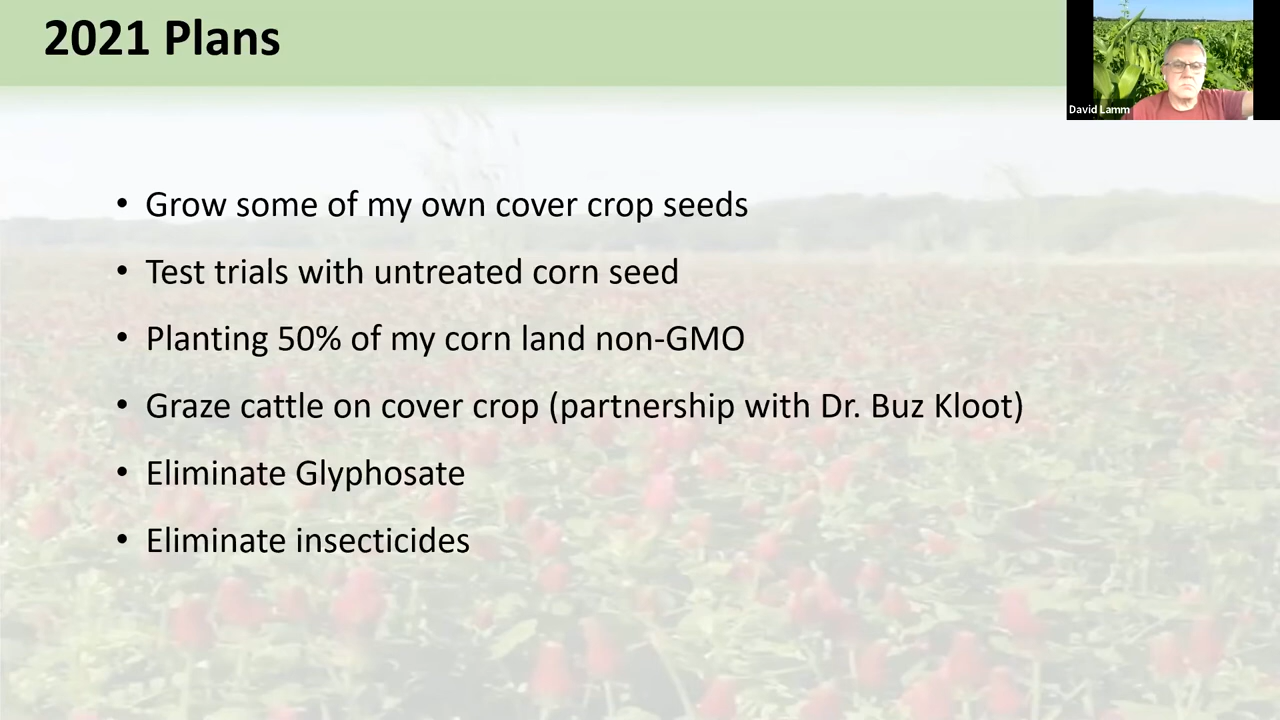 2021 Plans
David Lamm
• Grow some of my own cover crop seeds
• Test trials with untreated corn seed
• Planting 50% of my corn land non-GMO
• Graze cattle on cover crop (partnership with Dr. Buz Kloot)
• Eliminate Glyphosate
• Eliminate insecticides